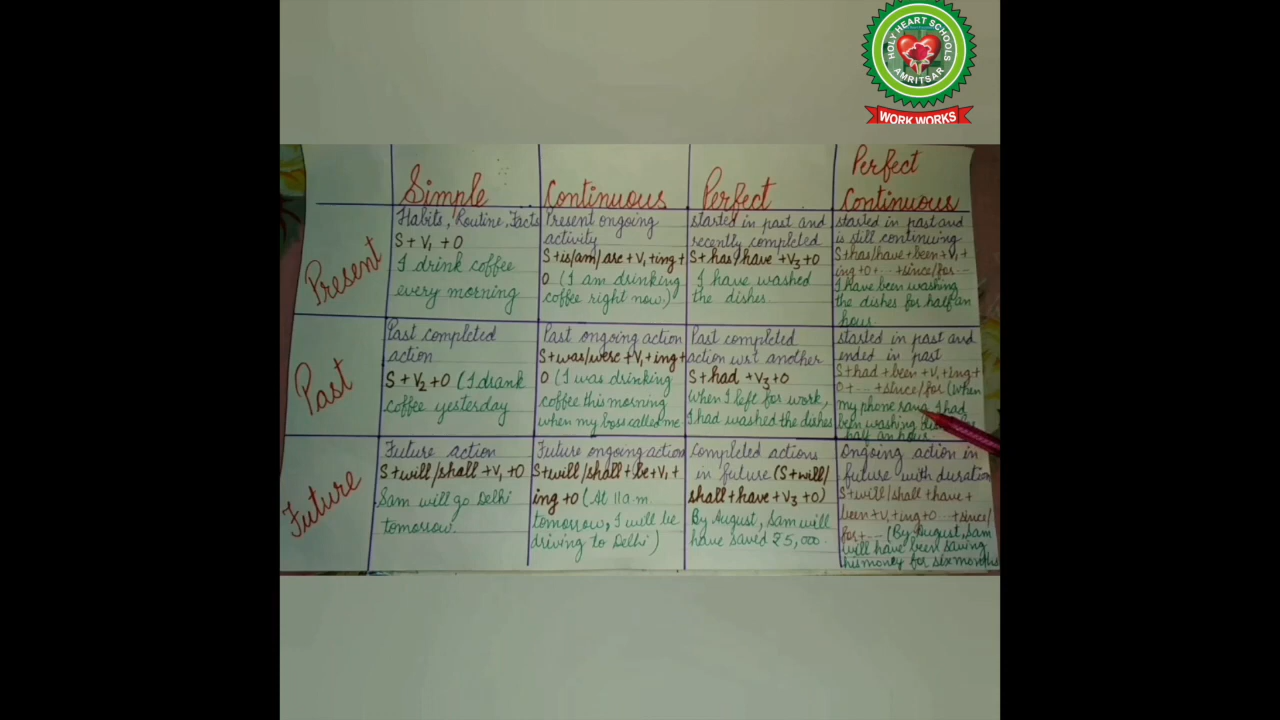 HOLY HEART SCHOOLS
AMRITSAR
WORK WORKS
Simple
Continuous
Perfect
Perfect
Continuous
Present
Habits, Routine, Facts
S + V1 + O
I drink coffee
every morning
Present ongoing
activity
S+is/am/are+V1+ing+
O (I am drinking
coffee right now.)
started in past and
recently completed
S+has/have +V3+O
I have washed
the dishes.
started in past and
is still continuing
S+has/have+been+V1+
ing+O+...+since/for...
I have been washing
the dishes for half an
hour.
Past
Past completed
action
S+V2+O (I drank
coffee yesterday
Past ongoing action
S+was/were+V1+ing+
O (I was drinking
coffee this morning
when my boss called me
Past completed
action wrt another
S+had +V3+O
When I left for work,
I had washed the dishes
started in past and
ended in past
S+had+been+V1+ing+
O+...+since/for (When
my phone rang I had
been washing
half an hour.
Future
Future action
S+will/shall+V1+O
Sam will go Delhi
tomorrow.
Future ongoing action
S+will/shall+be+V1+
ing+O (At 11a.m.
tomorrow, I will be
driving to Delhi)
Completed actions
in future (S+will/
shall+have+V3+O)
By August, Sam will
have saved ₹5,000.
Ongoing action in
future with duration
S+will/shall+have+
been+V1+ing+O...+since/
for+... (By August, Sam
will have been saving
his money for six months